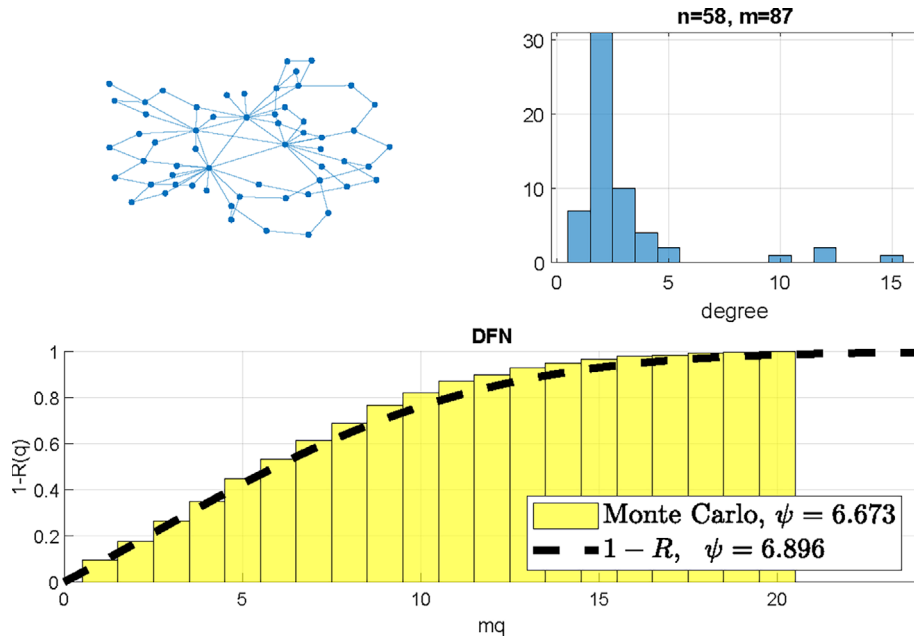 n=58, m=87
30
20
10
0
0 5 10 15
degree
DFN
1
0.8
0.6
0.4
0.2
0
1-R(q)
0 5 10 15 20
mq
Monte Carlo, ψ = 6.673
1 − R, ψ = 6.896